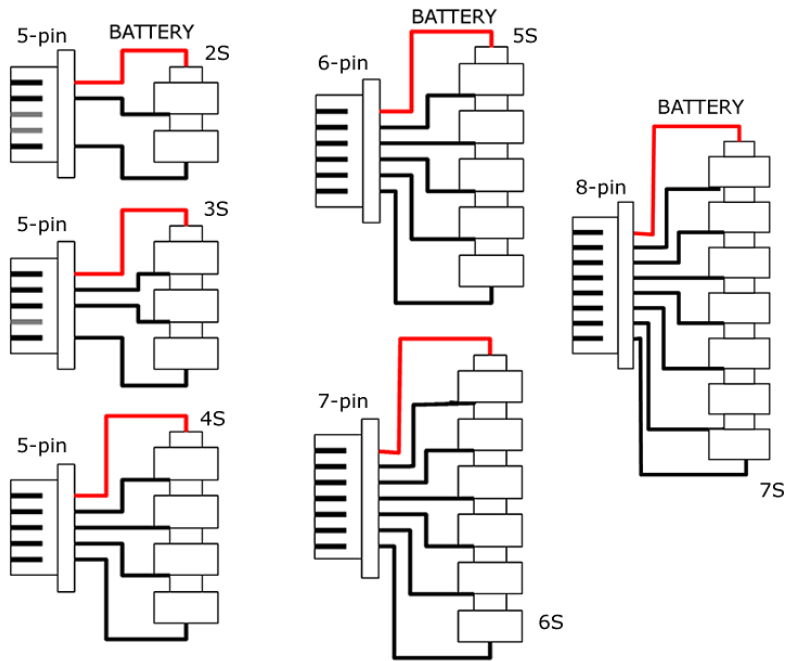 5-pin
BATTERY
2S
5-pin
3S
5-pin
4S
BATTERY
5S
6-pin
7-pin
6S
BATTERY
8-pin
7S